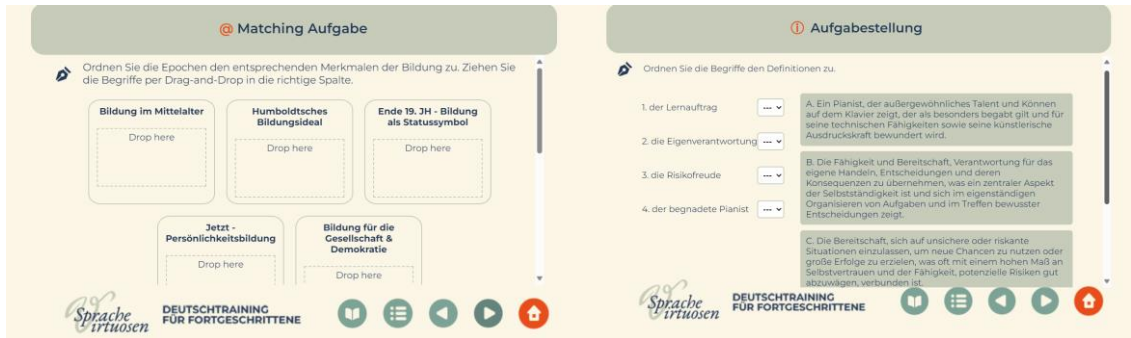 @ Matching Aufgabe
Ordnen Sie die Epochen den entsprechenden Merkmalen der Bildung zu. Ziehen Sie
die Begriffe per Drag-and-Drop in die richtige Spalte.
Bildung im Mittelalter
Drop here
Humboldtsches
Bildungsideal
Drop here
Ende 19. JH - Bildung
als Statussymbol
Drop here
Jetzt -
Persönlichkeitsbildung
Drop here
Bildung für die
Gesellschaft &
Demokratie
Drop here
Sprache
Virtuosen
DEUTSCHTRAINING
FÜR FORTGESCHRITTENE
Aufgabestellung
Ordnen Sie die Begriffe den Definitionen zu.
1. der Lernauftrag ---
2. die Eigenverantwortung ---
3. die Risikofreude ---
4. der begnadete Pianist ---
A. Ein Pianist, der außergewöhnliches Talent und Können
auf dem Klavier zeigt, der als besonders begabt gilt und für
seine technischen Fähigkeiten sowie seine künstlerische
Ausdruckskraft bewundert wird.
B. Die Fähigkeit und Bereitschaft, Verantwortung für das
eigene Handeln, Entscheidungen und deren
Konsequenzen zu übernehmen, was ein zentraler Aspekt
der Selbstständigkeit ist und sich im eigenständigen
Organisieren von Aufgaben und im Treffen bewusster
Entscheidungen zeigt.
C. Die Bereitschaft, sich auf unsichere oder riskante
Situationen einzulassen, um neue Chancen zu nutzen oder
große Erfolge zu erzielen, was oft mit einem hohen Maß an
Selbstvertrauen und der Fähigkeit, potenzielle Risiken gut
abzuwägen, verbunden ist.
Sprache
Virtuosen
DEUTSCHTRAINING
FÜR FORTGESCHRITTENE